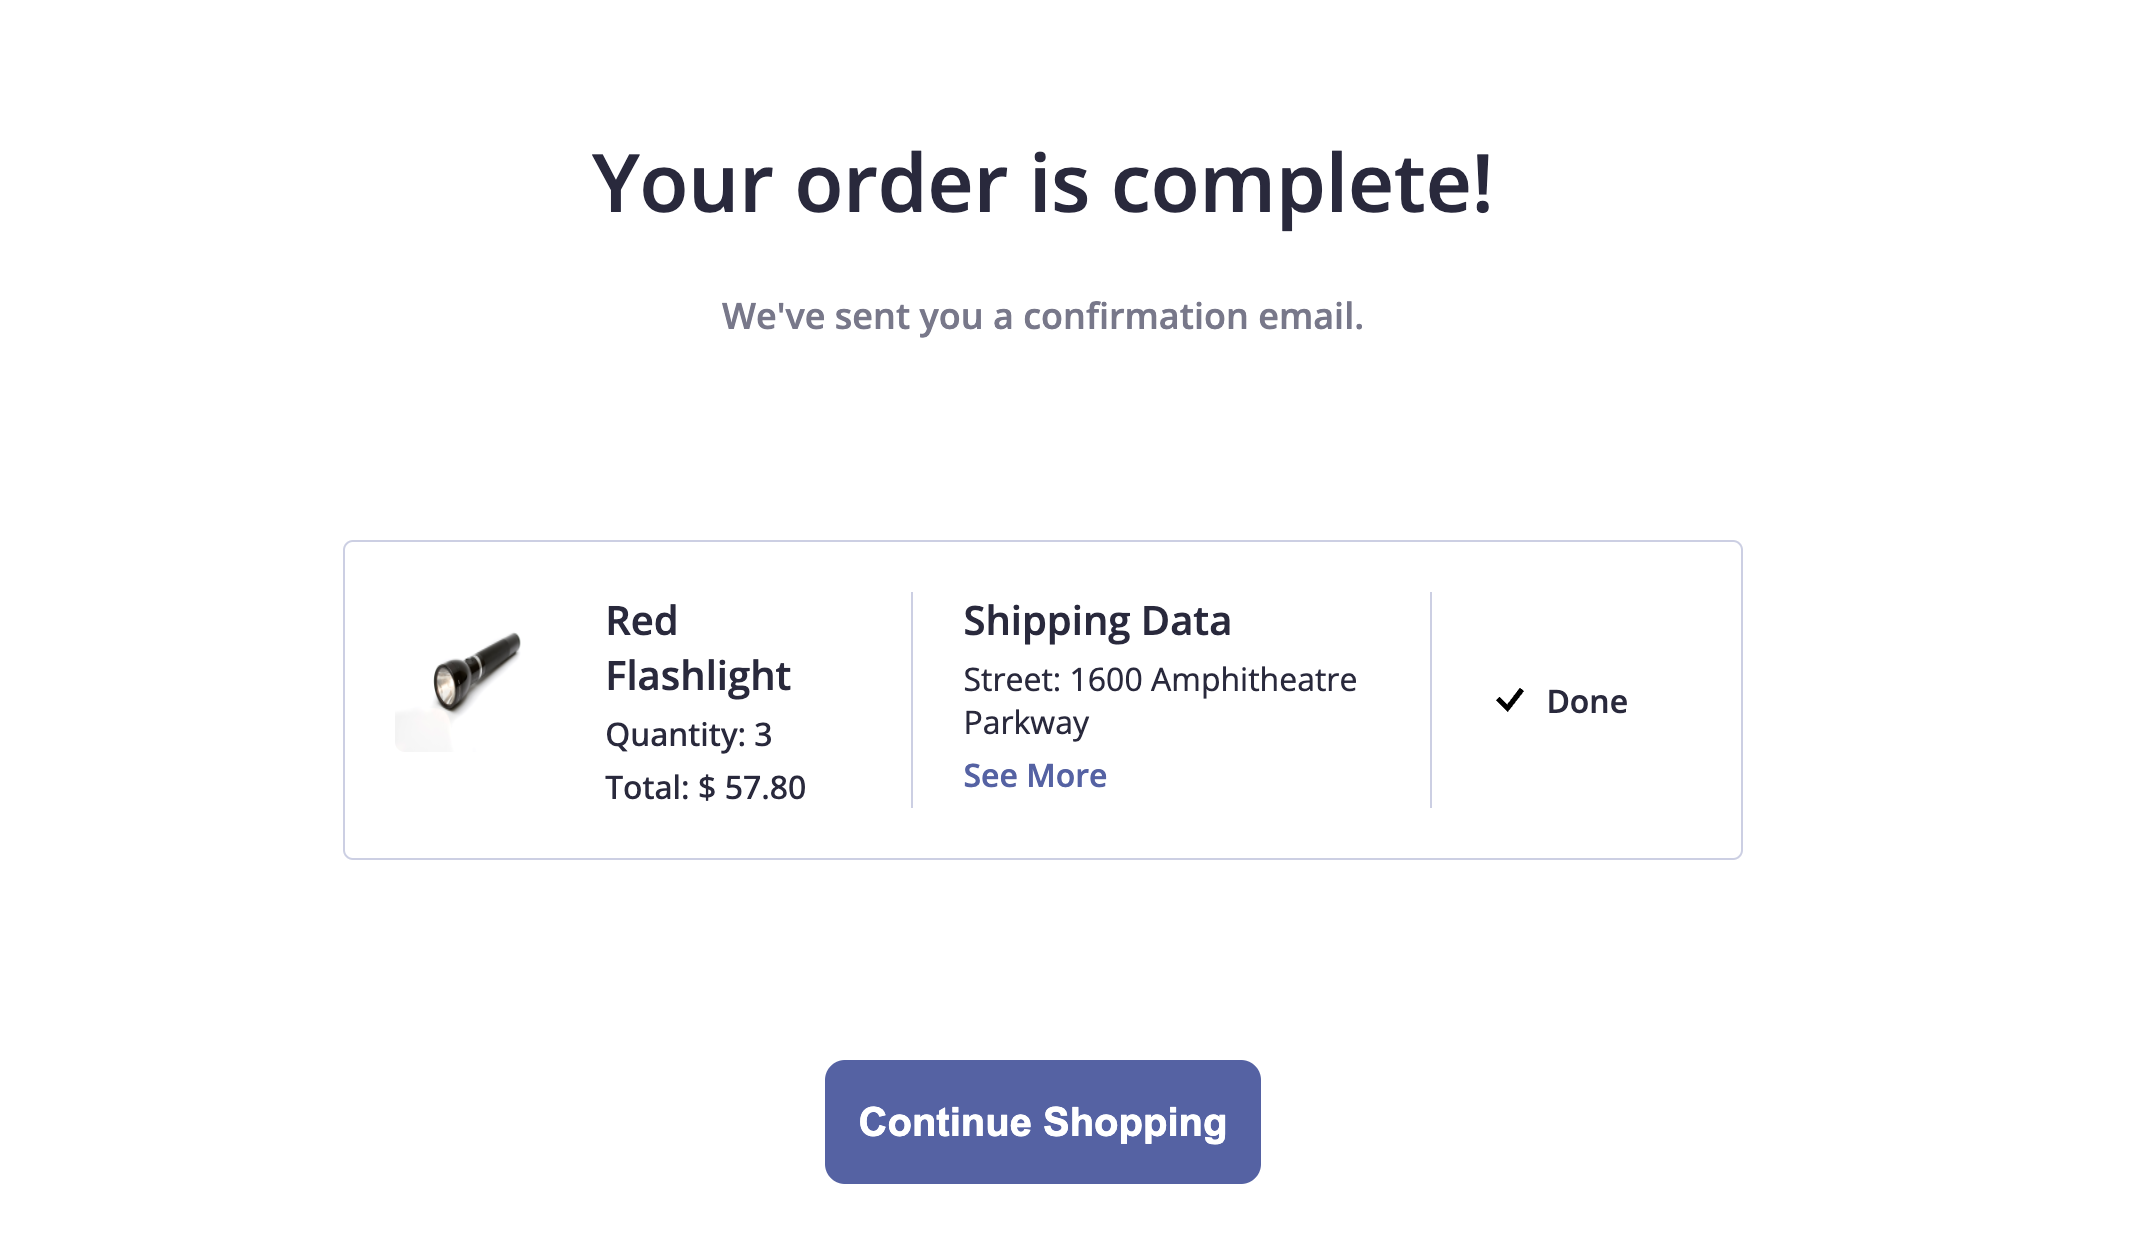 Your order is complete!
We've sent you a confirmation email.
Red
Flashlight
Quantity: 3
Total: $ 57.80
Shipping Data
Street: 1600 Amphitheatre
Parkway
See More
Done
Continue Shopping